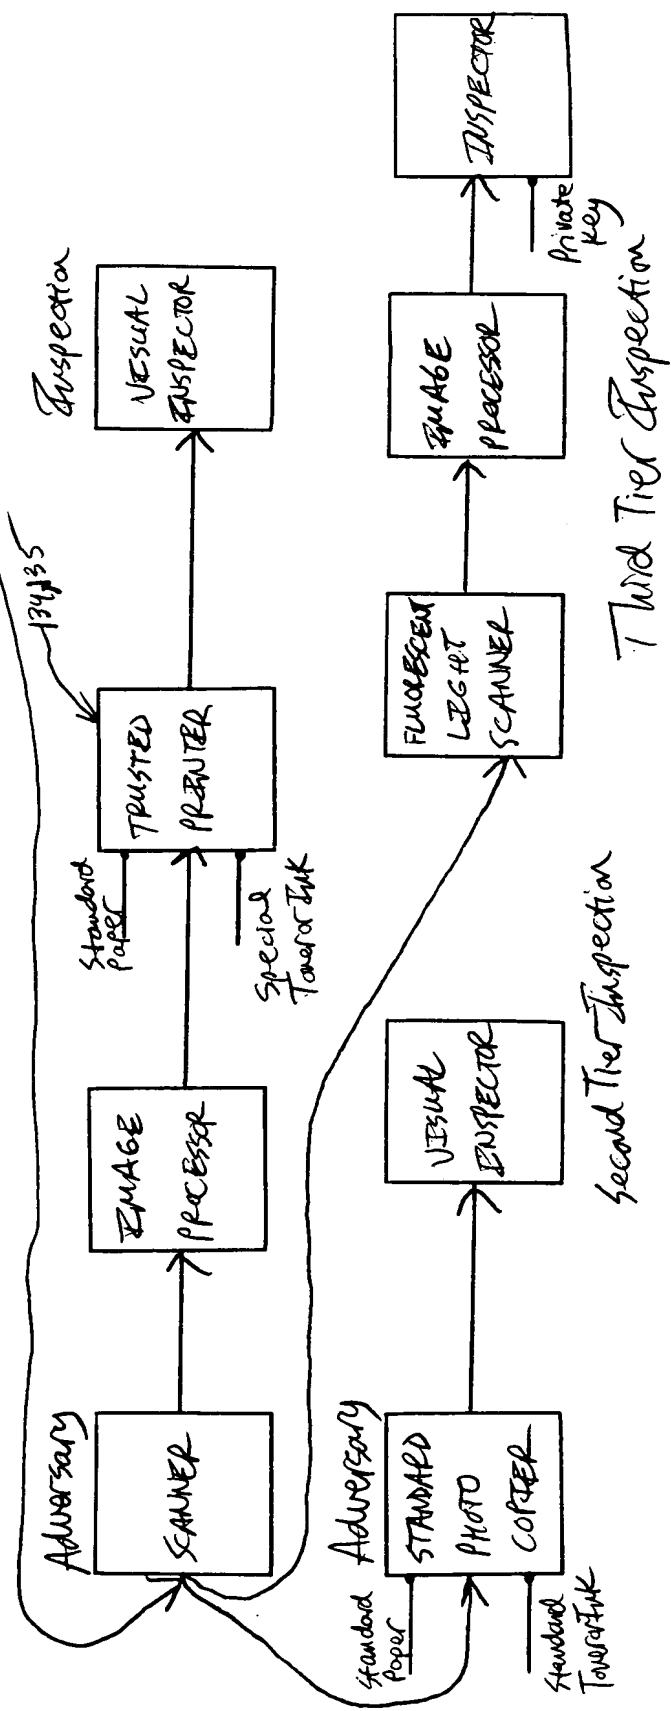 Adversary
SCANNER
IMAGE
PROCESSOR
Standard
Paper
TRUSTED
PRINTER
134,135
Special
Toner or Ink
Inspection
VISUAL
INSPECTOR
Adversary
Standard
Paper
STANDARD
PHOTO
COPIER
Standard
Toner or Ink
VISUAL
INSPECTOR
Second Tier Inspection
FLUORESCENT
LIGHT
SCANNER
IMAGE
PROCESSOR
INSPECTOR
Private
Key
Third Tier Inspection